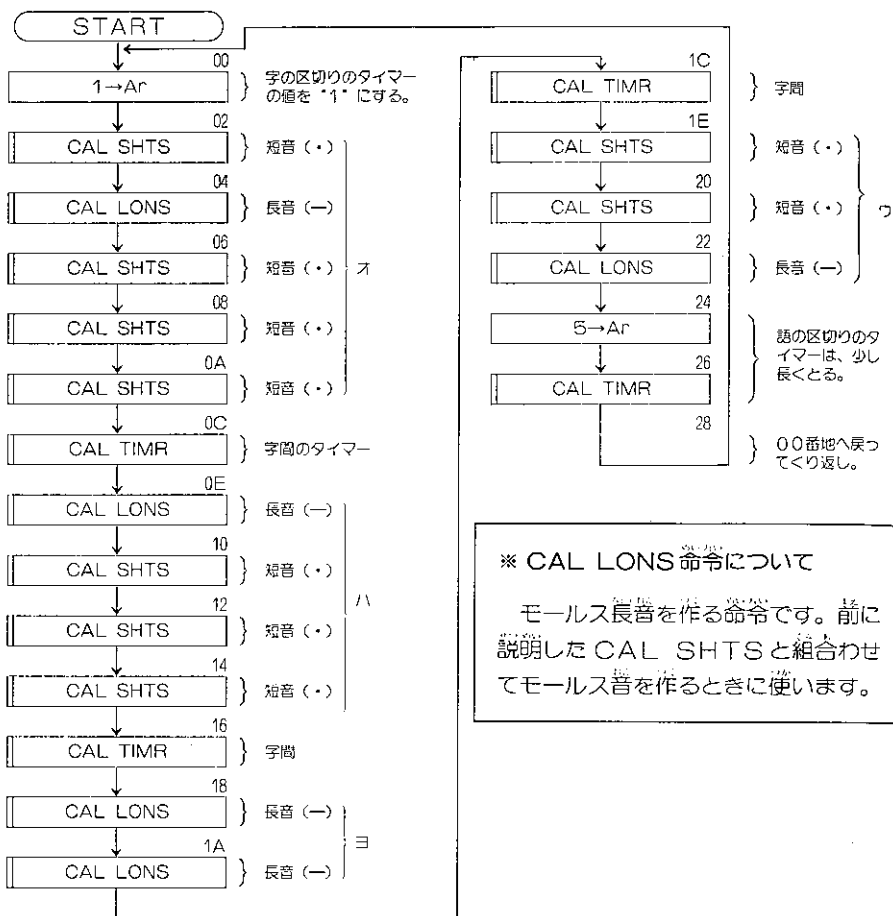 START
00
1→Ar
字の区切りのタイマー
の値を"1"にする。
02
CAL SHTS
短音（・）
04
CAL LONS
長音（—）
06
CAL SHTS
短音（・）
オ
08
CAL SHTS
短音（・）
0A
CAL SHTS
短音（・）
0C
CAL TIMR
字間のタイマー
0E
CAL LONS
長音（—）
10
CAL SHTS
短音（・）
ハ
12
CAL SHTS
短音（・）
14
CAL SHTS
短音（・）
16
CAL TIMR
字間
18
CAL LONS
長音（—）
ヨ
1A
CAL LONS
長音（—）
1C
CAL TIMR
字間
1E
CAL SHTS
短音（・）
20
CAL SHTS
短音（・）
ウ
22
CAL LONS
長音（—）
24
5→Ar
語の区切りのタ
イマーは、少し
長くとる。
26
CAL TIMR
28
００番地へ戻っ
てくり返し。
※ CAL LONS命令について
モールス長音を作る命令です。前に
説明したCAL SHTSと組合わせ
てモールス音を作るときに使います。